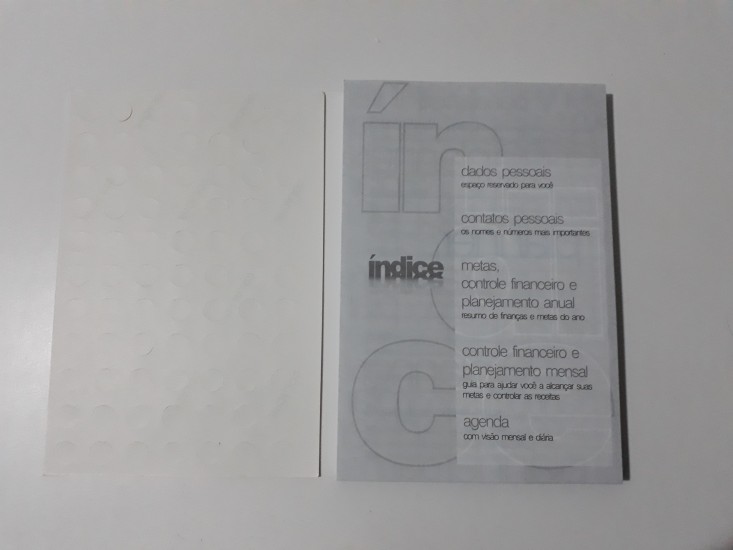 índice
índice
dados pessoais
espaço reservado para você
contatos pessoais
os nomes e números mais importantes
metas,
controle financeiro e
planejamento anual
resumo de finanças e metas do ano
controle financeiro e
planejamento mensal
guia para ajudar você a alcançar suas
metas e controlar as receitas
agenda
com visão mensal e diária